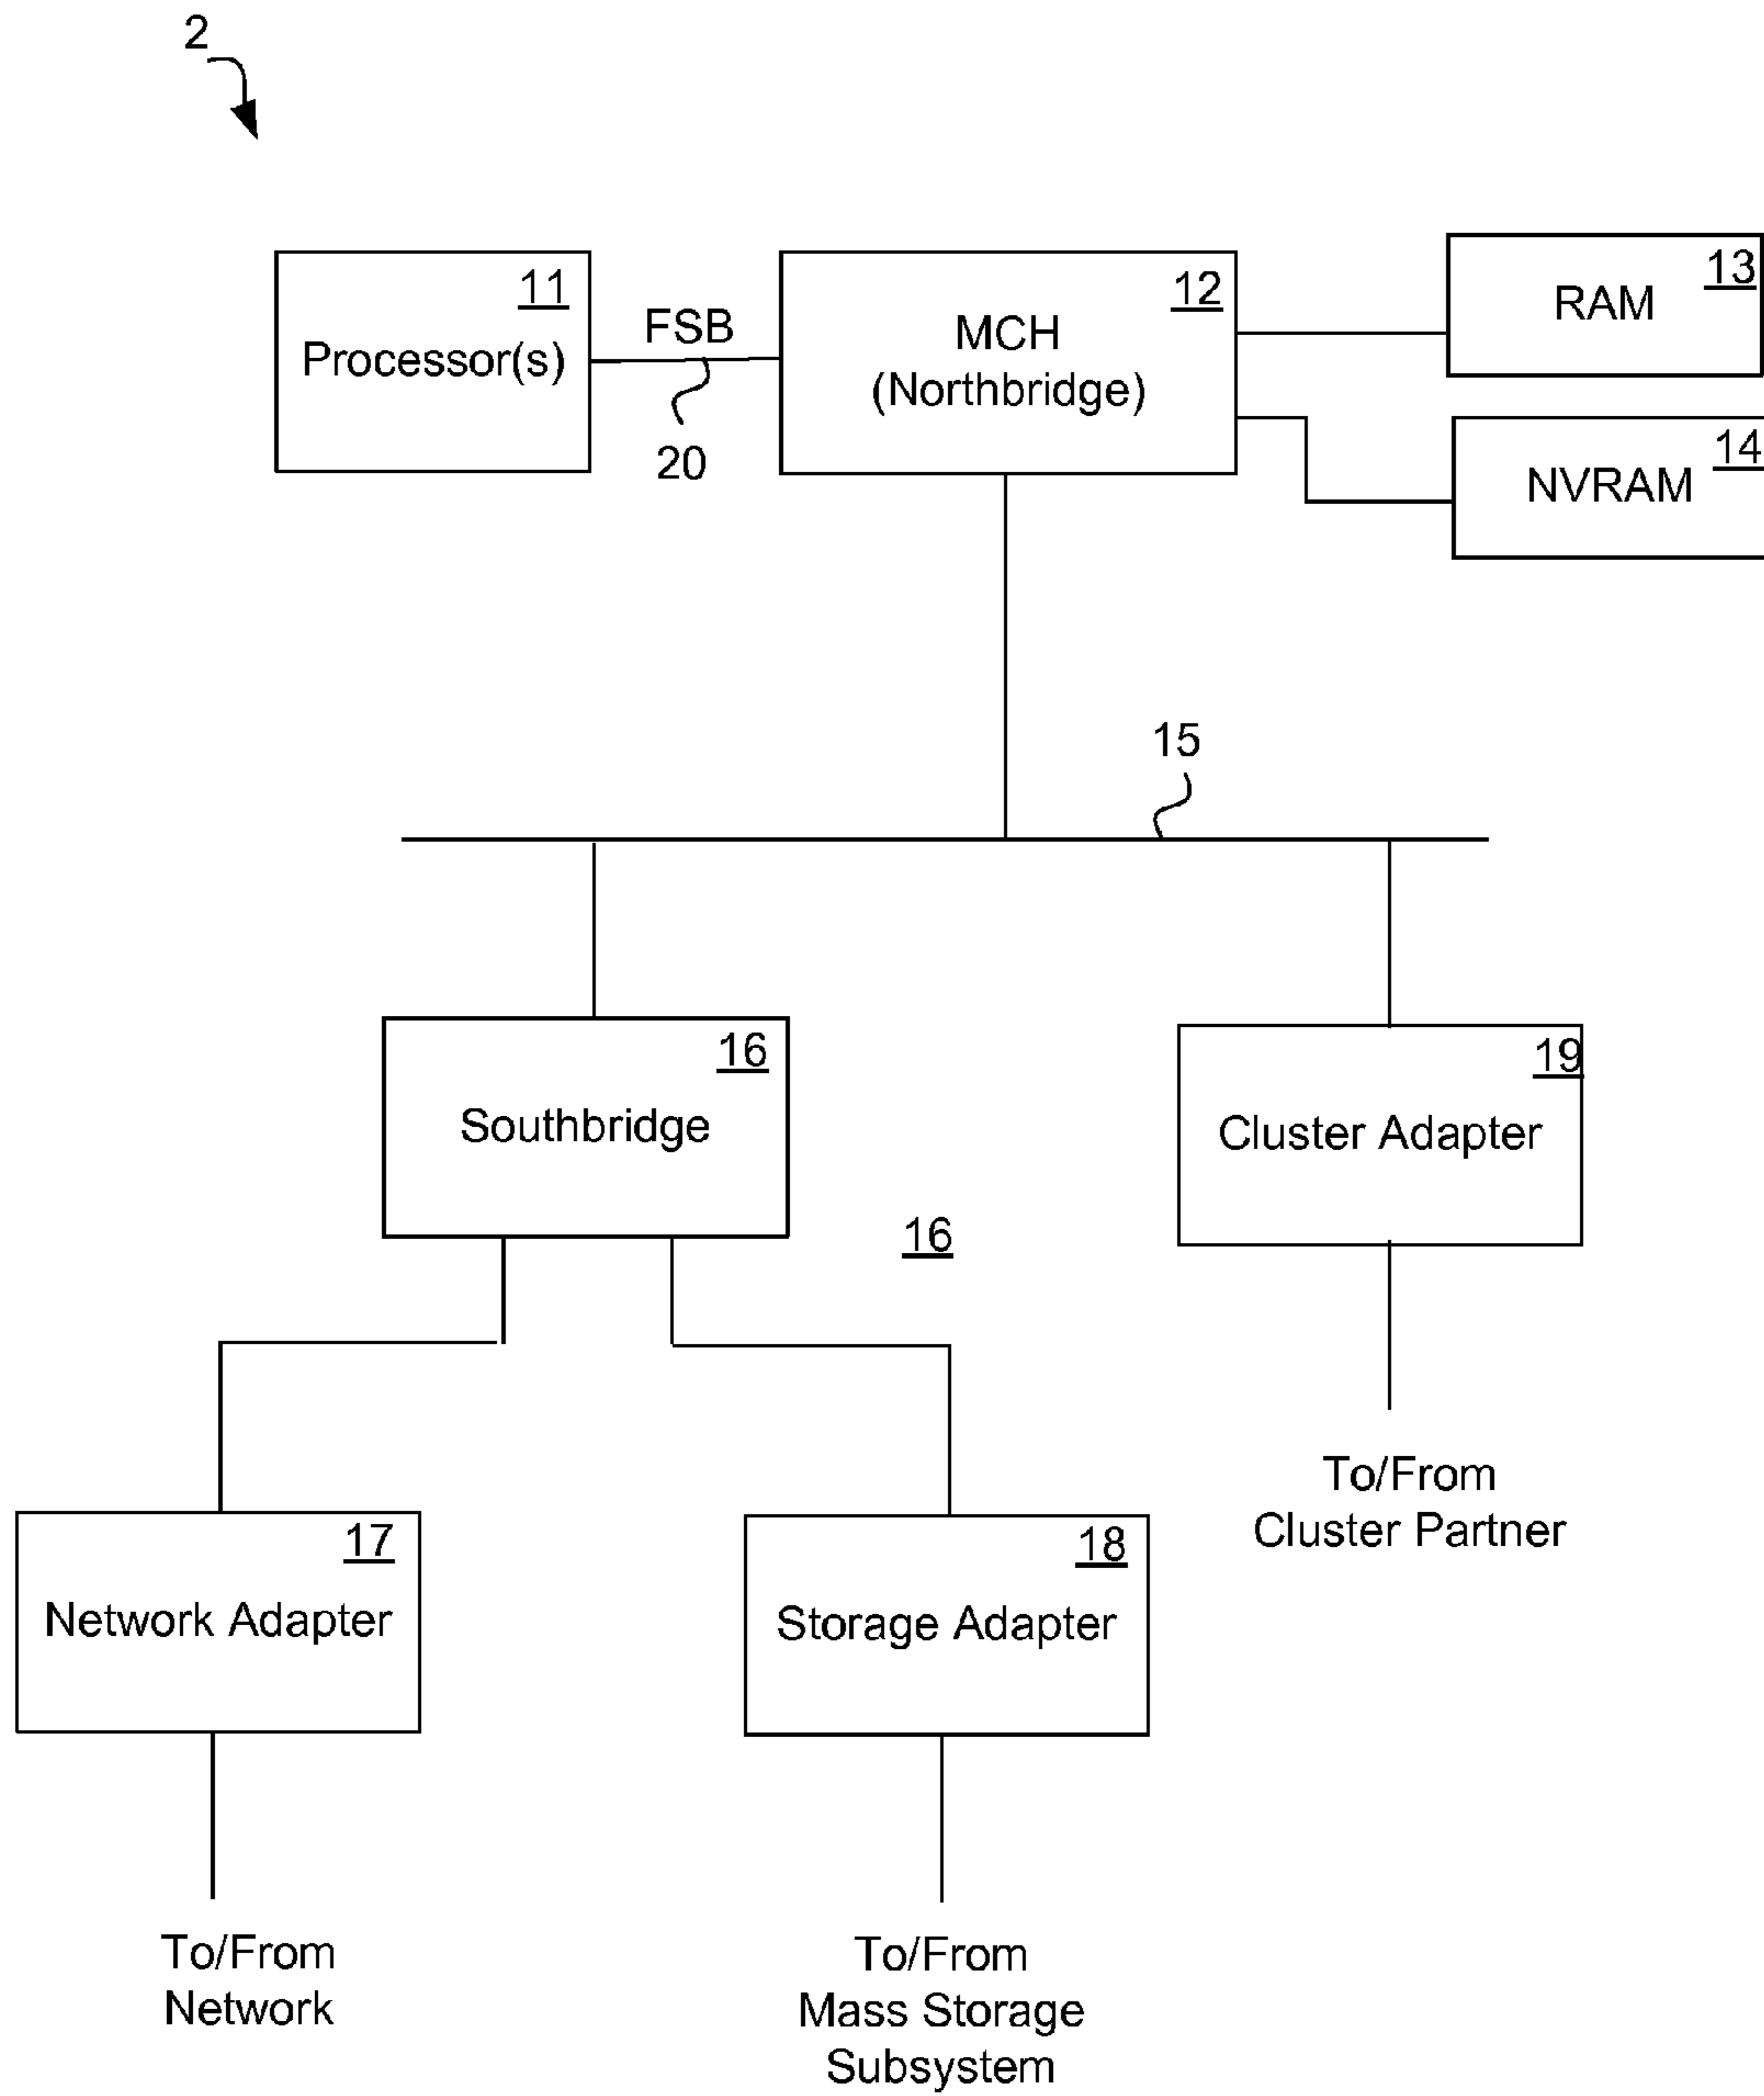 2
11
Processor(s)
FSB
20
12
MCH
(Northbridge)
13
RAM
14
NVRAM
15
16
Southbridge
19
Cluster Adapter
16
To/From
Cluster Partner
17
Network Adapter
18
Storage Adapter
To/From
Network
To/From
Mass Storage
Subsystem